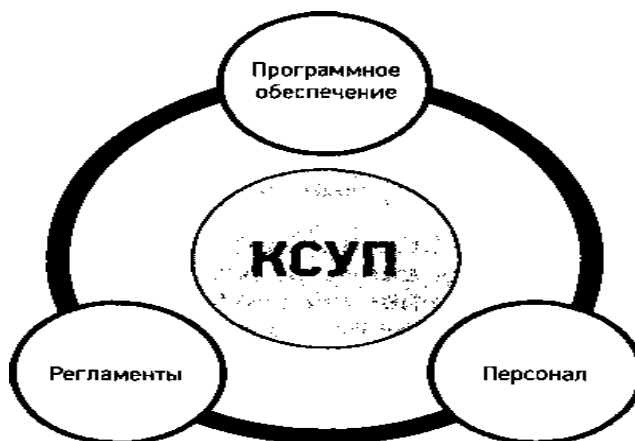 Программное
обеспечение
КСУП
Регламенты
Персонал